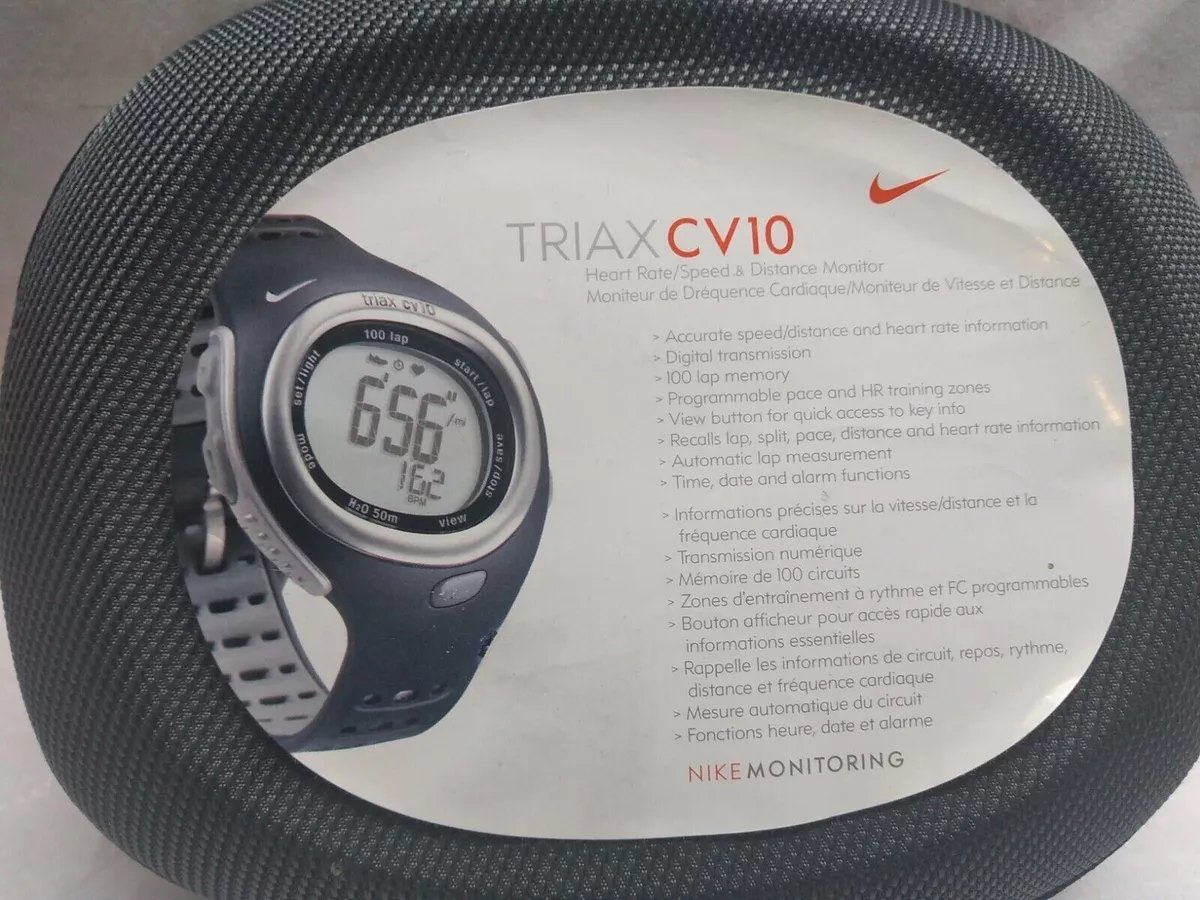 TRIAX CV10
Heart Rate/Speed & Distance Monitor
Moniteur de Dréquence Cardiaque/Moniteur de Vitesse et Distance
> Accurate speed/distance and heart rate information
> Digital transmission
> 100 lap memory
> Programmable pace and HR training zones
> View button for quick access to key info
> Recalls lap, split, pace, distance and heart rate information
> Automatic lap measurement
> Time, date and alarm functions
> Informations précises sur la vitesse/distance et la
fréquence cardiaque
> Transmission numérique
> Mémoire de 100 circuits
> Zones d'entraînement à rythme et FC programmables
> Bouton afficheur pour accès rapide aux
informations essentielles
> Rappelle les informations de circuit, repos, rythme,
distance et fréquence cardiaque
> Mesure automatique du circuit
> Fonctions heure, date et alarme
NIKE MONITORING
triax cv10
100 lap
set/light
start/lap
6'56"/mi
162
BPM
mode
stop/save
H2O 50m
view